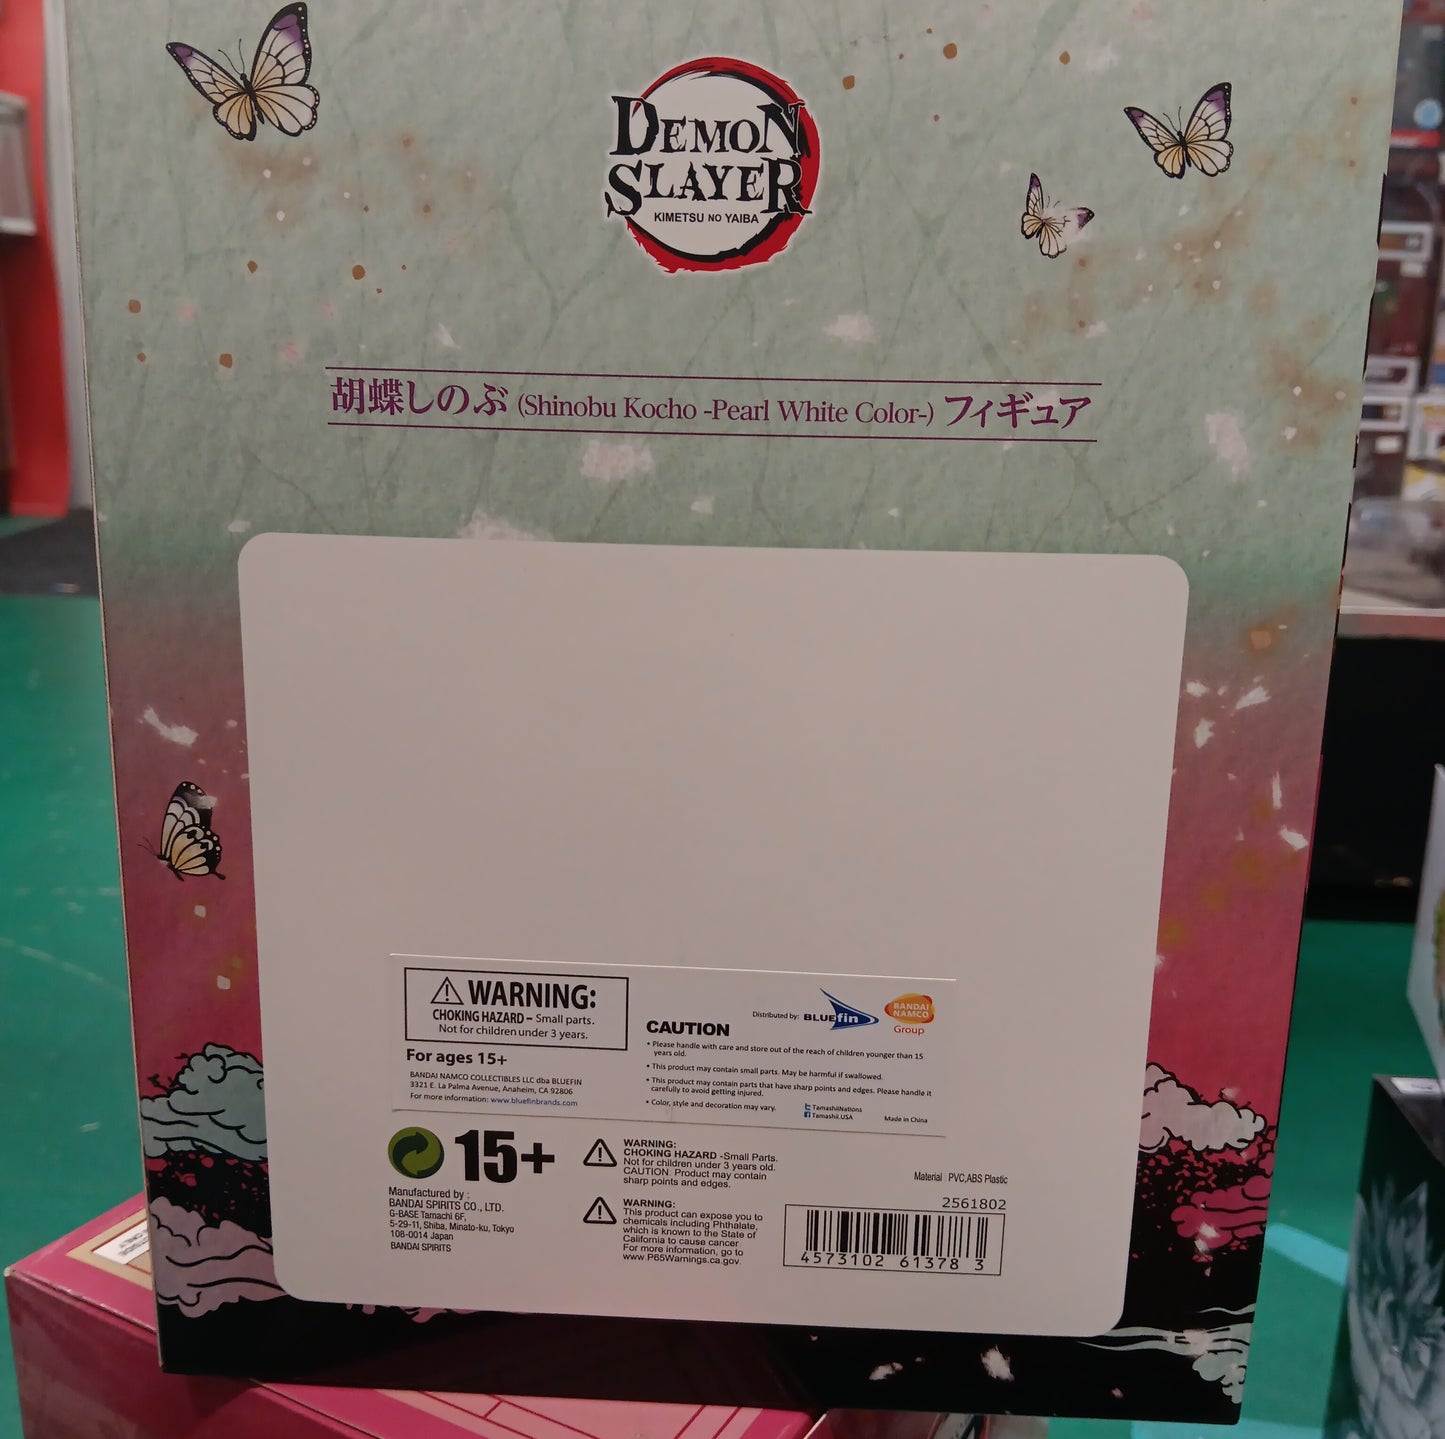 DEMON
SLAYER
KIMETSU NO YAIBA
胡蝶しのぶ (Shinobu Kocho -Pearl White Color-) フィギュア
WARNING:
CHOKING HAZARD – Small parts.
Not for children under 3 years.
For ages 15+
BANDAI NAMCO COLLECTIBLES LLC dba BLUEFIN
3321 E. La Palma Avenue, Anaheim, CA 92806
For more information: www.bluefinbrands.com
CAUTION
Distributed by: BLUEfin
BANDAI
NAMCO
Group
• Please handle with care and store out of the reach of children younger than 15
years old.
• This product may contain small parts. May be harmful if swallowed.
• This product may contain parts that have sharp points and edges. Please handle it
carefully to avoid getting injured.
• Color, style and decoration may vary.
TamashiiNations
Tamashii.USA
Made in China
15+
Manufactured by :
BANDAI SPIRITS CO., LTD.
G-BASE Tamachi 6F,
5-29-11, Shiba, Minato-ku, Tokyo
108-0014 Japan
BANDAI SPIRITS
WARNING:
CHOKING HAZARD -Small Parts.
Not for children under 3 years old.
CAUTION: Product may contain
sharp points and edges.
WARNING:
This product can expose you to
chemicals including Phthalate,
which is known to the State of
California to cause cancer
For more information, go to
www.P65Warnings.ca.gov.
Material : PVC,ABS Plastic
2561802
4573102 61378 3